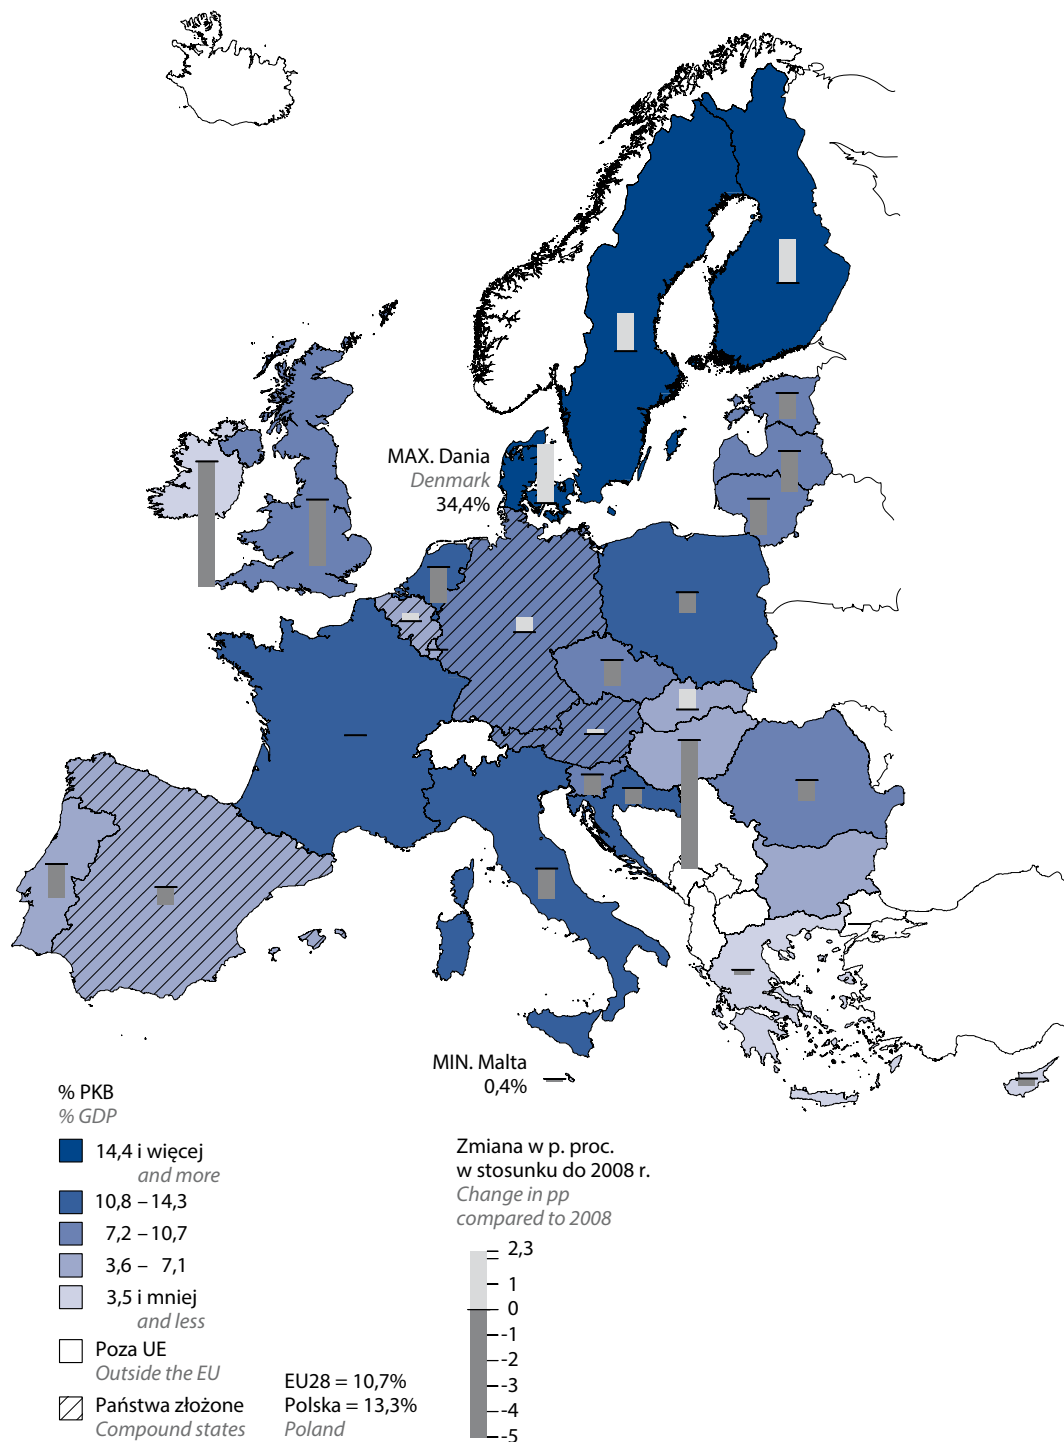 MAX. Dania
Denmark
34,4%
MIN. Malta
0,4%
% PKB
% GDP
14,4 i więcej
and more
10,8 – 14,3
7,2 – 10,7
3,6 – 7,1
3,5 i mniej
and less
Poza UE
Outside the EU
Państwa złożone
Compound states
EU28 = 10,7%
Polska = 13,3%
Poland
Zmiana w p. proc.
w stosunku do 2008 r.
Change in pp
compared to 2008
2,3
1
0
-1
-2
-3
-4
-5